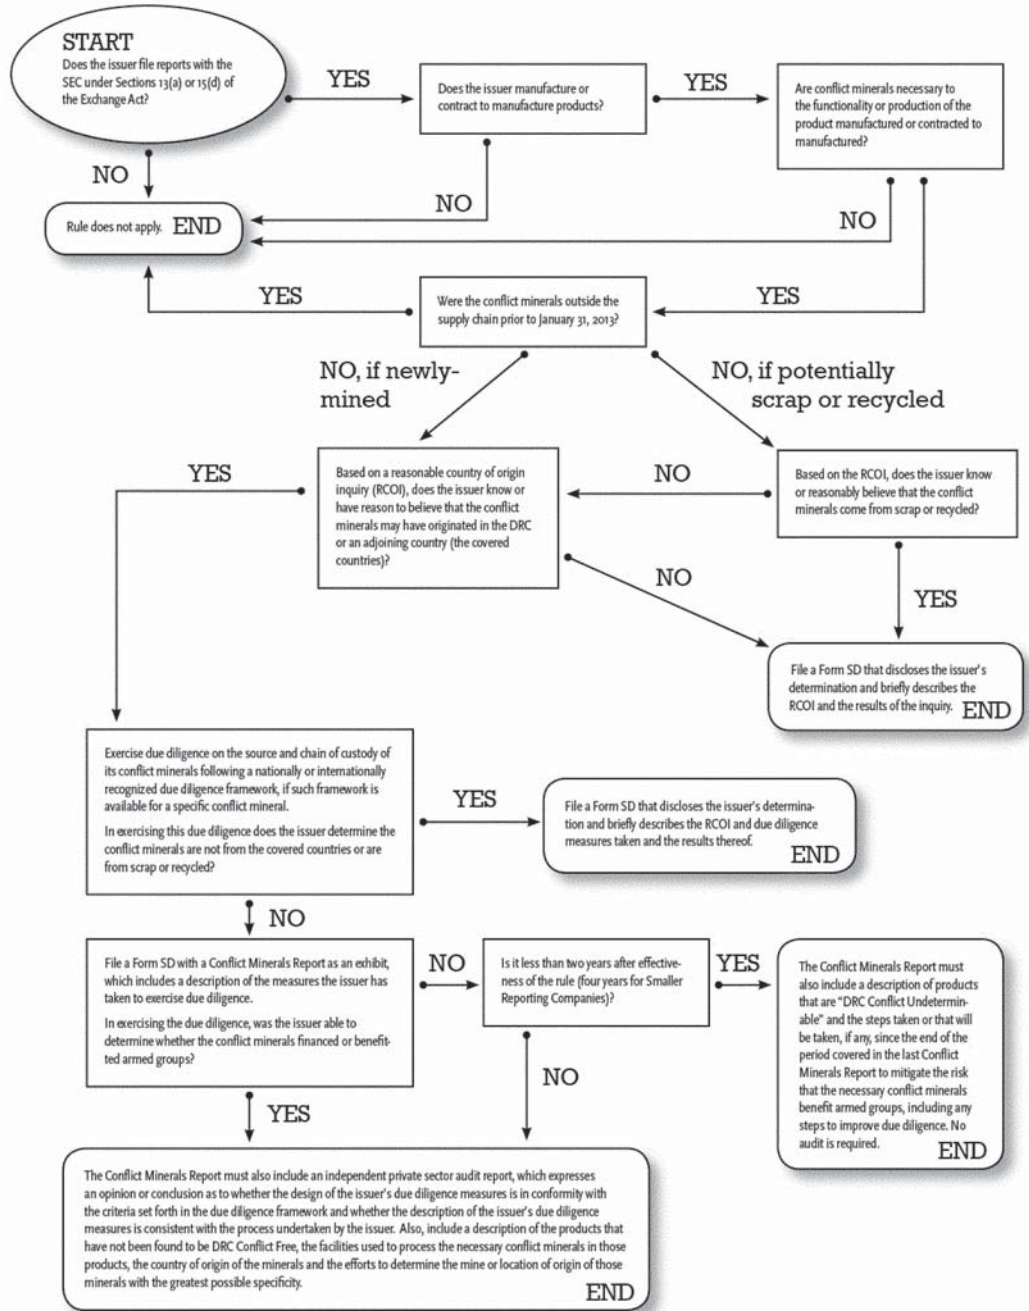 START
Does the issuer file reports with the
SEC under Sections 13(a) or 15(d) of
the Exchange Act?
YES
Does the issuer manufacture or
contract to manufacture products?
YES
Are conflict minerals necessary to
the functionality or production of the
product manufactured or contracted to
manufactured?
NO
NO
NO
Rule does not apply. END
YES
Were the conflict minerals outside the
supply chain prior to January 31, 2013?
YES
NO, if newly-
mined
NO, if potentially
scrap or recycled
YES
Based on a reasonable country of origin
inquiry (RCOI), does the issuer know or
have reason to believe that the conflict
minerals may have originated in the DRC
or an adjoining country (the covered
countries)?
NO
Based on the RCOI, does the issuer know
or reasonably believe that the conflict
minerals come from scrap or recycled?
NO
YES
File a Form SD that discloses the issuer's
determination and briefly describes the
RCOI and the results of the inquiry. END
Exercise due diligence on the source and chain of custody of
its conflict minerals following a nationally or internationally
recognized due diligence framework, if such framework is
available for a specific conflict mineral.
In exercising this due diligence does the issuer determine the
conflict minerals are not from the covered countries or are
from scrap or recycled?
YES
File a Form SD that discloses the issuer's determina-
tion and briefly describes the RCOI and due diligence
measures taken and the results thereof.
END
NO
File a Form SD with a Conflict Minerals Report as an exhibit,
which includes a description of the measures the issuer has
taken to exercise due diligence.
In exercising the due diligence, was the issuer able to
determine whether the conflict minerals financed or benefit-
ted armed groups?
NO
Is it less than two years after effective-
ness of the rule (four years for Smaller
Reporting Companies)?
YES
The Conflict Minerals Report must
also include a description of products
that are "DRC Conflict Undetermin-
able" and the steps taken or that will
be taken, if any, since the end of the
period covered in the last Conflict
Minerals Report to mitigate the risk
that the necessary conflict minerals
benefit armed groups, including any
steps to improve due diligence. No
audit is required.
END
YES
NO
The Conflict Minerals Report must also include an independent private sector audit report, which expresses
an opinion or conclusion as to whether the design of the issuer's due diligence measures is in conformity with
the criteria set forth in the due diligence framework and whether the description of the issuer's due diligence
measures is consistent with the process undertaken by the issuer. Also, include a description of the products that
have not been found to be DRC Conflict Free, the facilities used to process the necessary conflict minerals in those
products, the country of origin of the minerals and the efforts to determine the mine or location of origin of those
minerals with the greatest possible specificity.
END